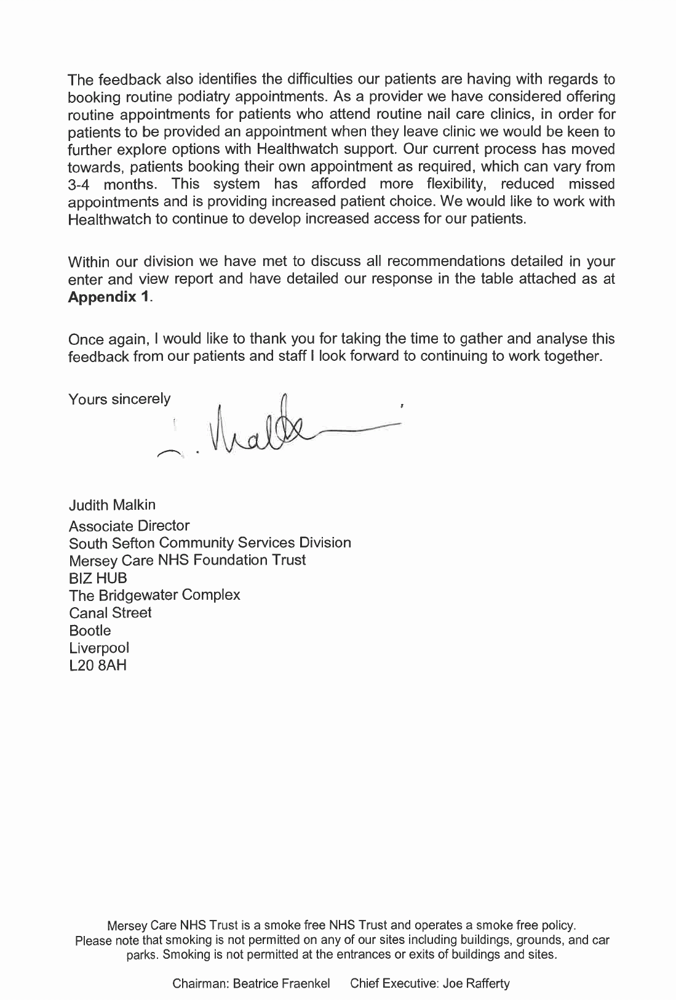 The feedback also identifies the difficulties our patients are having with regards to
booking routine podiatry appointments. As a provider we have considered offering
routine appointments for patients who attend routine nail care clinics, in order for
patients to be provided an appointment when they leave clinic we would be keen to
further explore options with Healthwatch support. Our current process has moved
towards, patients booking their own appointment as required, which can vary from
3-4 months. This system has afforded more flexibility, reduced missed
appointments and is providing increased patient choice. We would like to work with
Healthwatch to continue to develop increased access for our patients.
Within our division we have met to discuss all recommendations detailed in your
enter and view report and have detailed our response in the table attached as at
Appendix 1.
Once again, I would like to thank you for taking the time to gather and analyse this
feedback from our patients and staff I look forward to continuing to work together.
Yours sincerely
Judith Malkin
Associate Director
South Sefton Community Services Division
Mersey Care NHS Foundation Trust
BIZ HUB
The Bridgewater Complex
Canal Street
Bootle
Liverpool
L20 8AH
Mersey Care NHS Trust is a smoke free NHS Trust and operates a smoke free policy.
Please note that smoking is not permitted on any of our sites including buildings, grounds, and car
parks. Smoking is not permitted at the entrances or exits of buildings and sites.
Chairman: Beatrice Fraenkel Chief Executive: Joe Rafferty